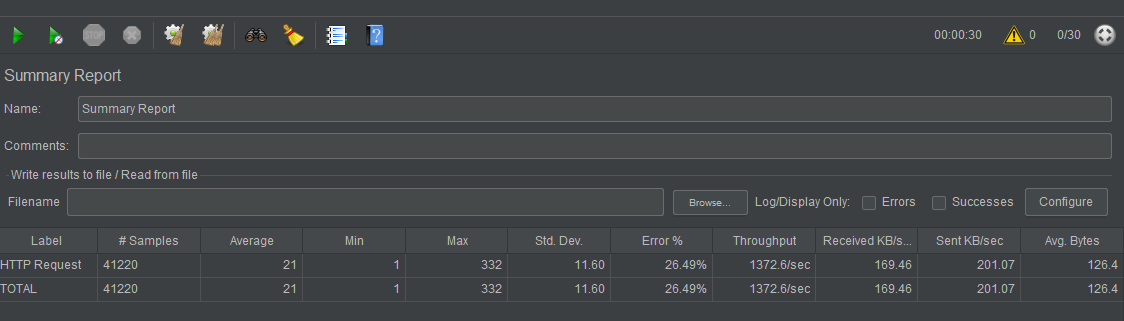 STOP
00:00:30 0 0/30
Summary Report
Name: Summary Report
Comments:
Write results to file / Read from file
Filename Browse... Log/Display Only: Errors Successes Configure
Label # Samples Average Min Max Std. Dev. Error % Throughput Received KB/s... Sent KB/sec Avg. Bytes
HTTP Request 41220 21 1 332 11.60 26.49% 1372.6/sec 169.46 201.07 126.4
TOTAL 41220 21 1 332 11.60 26.49% 1372.6/sec 169.46 201.07 126.4